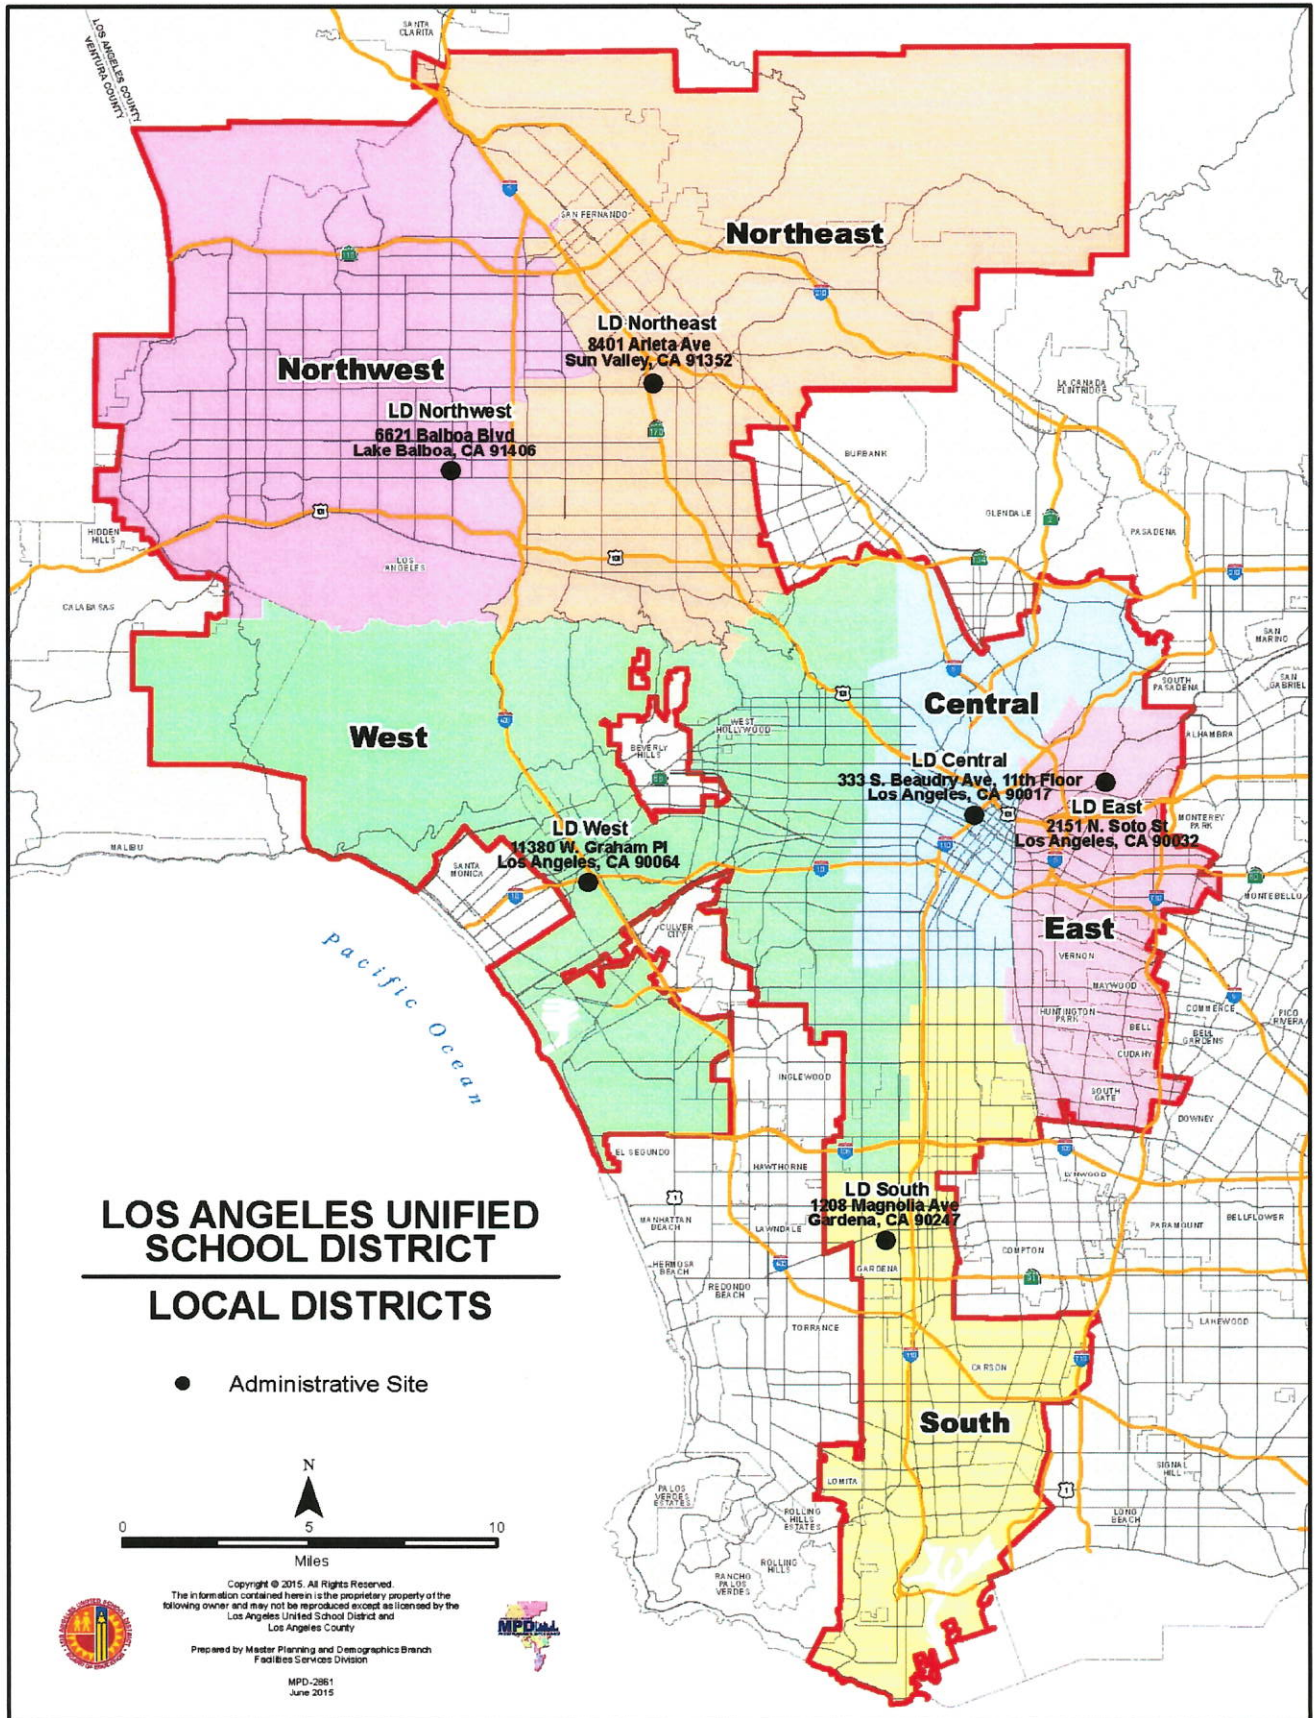 LOS ANGELES COUNTY
VENTURA COUNTY
SANTA
CLARITA
SAN FERNANDO
Northeast
LD Northeast
8401 Arleta Ave
Sun Valley, CA 91352
Northwest
LD Northwest
6621 Balboa Blvd
Lake Balboa, CA 91406
LA CANADA
FLINTRIDGE
BURBANK
GLENDALE
PASADENA
HIDDEN
HILLS
LOS
ANGELES
CALABASAS
SAN
MARINO
SOUTH
PASADENA
SAN
GABRIEL
Central
West
WEST
HOLLYWOOD
BEVERLY
HILLS
ALHAMBRA
LD Central
333 S. Beaudry Ave, 11th Floor
Los Angeles, CA 90017
LD East
2151 N. Soto St
Los Angeles, CA 90032
MONTEREY
PARK
LD West
11380 W. Graham Pl
Los Angeles, CA 90064
MALIBU
SANTA
MONICA
MONTEBELLO
CULVER
CITY
East
VERNON
MAYWOOD
HUNTINGTON
PARK
COMMERCE
PICO
RIVERA
BELL
BELL
GARDENS
CUDAHY
Pacific Ocean
INGLEWOOD
SOUTH
GATE
DOWNEY
EL SEGUNDO
HAWTHORNE
LYNWOOD
LD South
1208 Magnolia Ave
Gardena, CA 90247
MANHATTAN
BEACH
LAWNDALE
PARAMOUNT
BELLFLOWER
COMPTON
HERMOSA
BEACH
GARDENA
REDONDO
BEACH
TORRANCE
LAKEWOOD
CARSON
South
LOMITA
SIGNAL
HILL
PALOS
VERDES
ESTATES
ROLLING
HILLS
ESTATES
LONG
BEACH
ROLLING
HILLS
RANCHO
PALOS
VERDES
LOS ANGELES UNIFIED
SCHOOL DISTRICT
LOCAL DISTRICTS
Administrative Site
N
0 5 10
Miles
Copyright © 2015. All Rights Reserved.
The information contained herein is the proprietary property of the
following owner and may not be reproduced except as licensed by the
Los Angeles Unified School District and
Los Angeles County
Prepared by Master Planning and Demographics Branch
Facilities Services Division
MPD-2861
June 2015
MPD